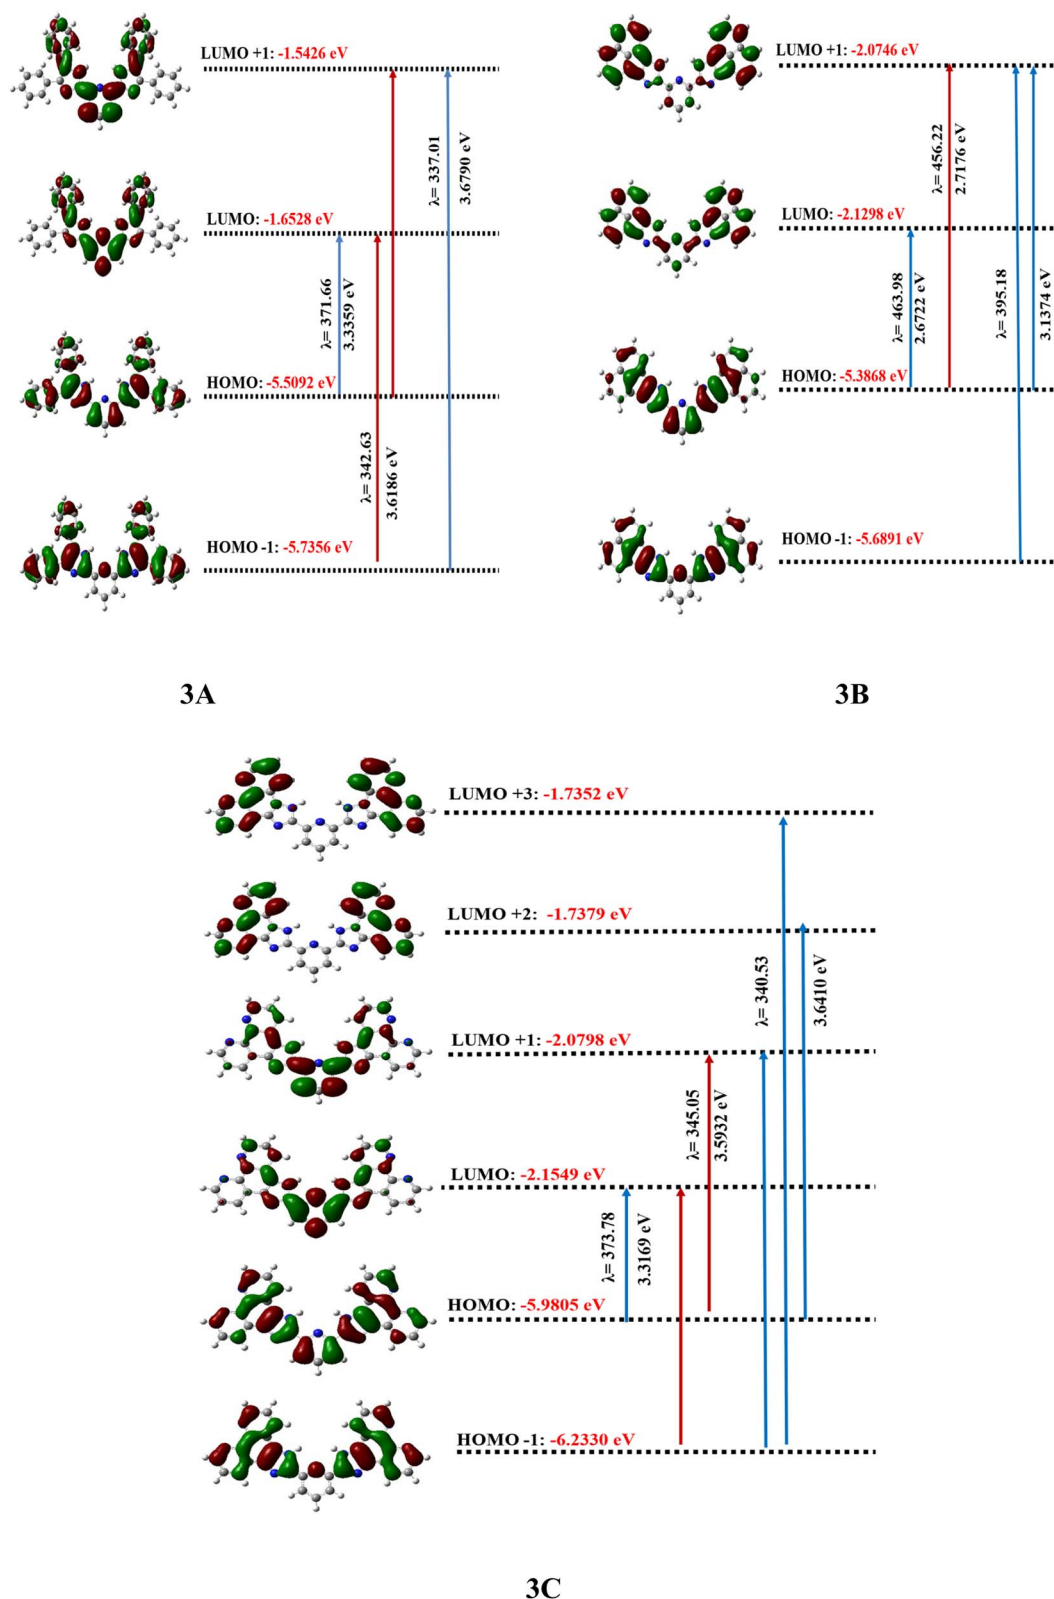 LUMO +1: -1.5426 eV
λ= 337.01
3.6790 eV
LUMO: -1.6528 eV
λ= 371.66
3.3359 eV
HOMO: -5.5092 eV
λ= 342.63
3.6186 eV
HOMO -1: -5.7356 eV
3A
LUMO +1: -2.0746 eV
λ= 456.22
2.7176 eV
LUMO: -2.1298 eV
λ= 463.98
2.6722 eV
λ= 395.18
3.1374 eV
HOMO: -5.3868 eV
HOMO -1: -5.6891 eV
3B
LUMO +3: -1.7352 eV
LUMO +2: -1.7379 eV
λ= 340.53
3.6410 eV
LUMO +1: -2.0798 eV
λ= 345.05
3.5932 eV
LUMO: -2.1549 eV
λ= 373.78
3.3169 eV
HOMO: -5.9805 eV
HOMO -1: -6.2330 eV
3C